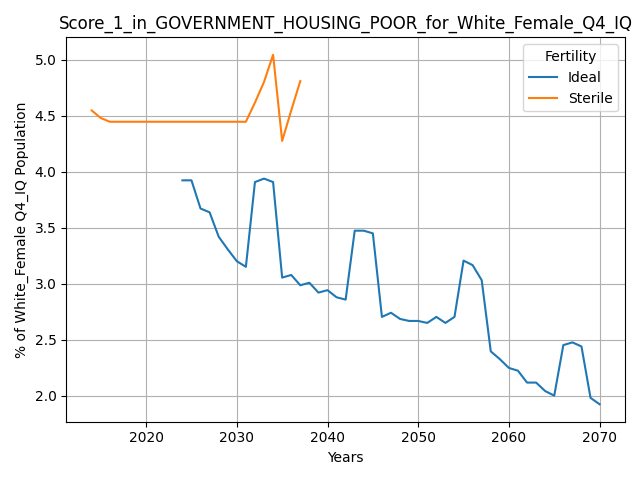 Score_1_in_GOVERNMENT_HOUSING_POOR_for_White_Female_Q4_IQ
Fertility
Ideal
Sterile
% of White_Female Q4_IQ Population
5.0
4.5
4.0
3.5
3.0
2.5
2.0
2020 2030 2040 2050 2060 2070
Years